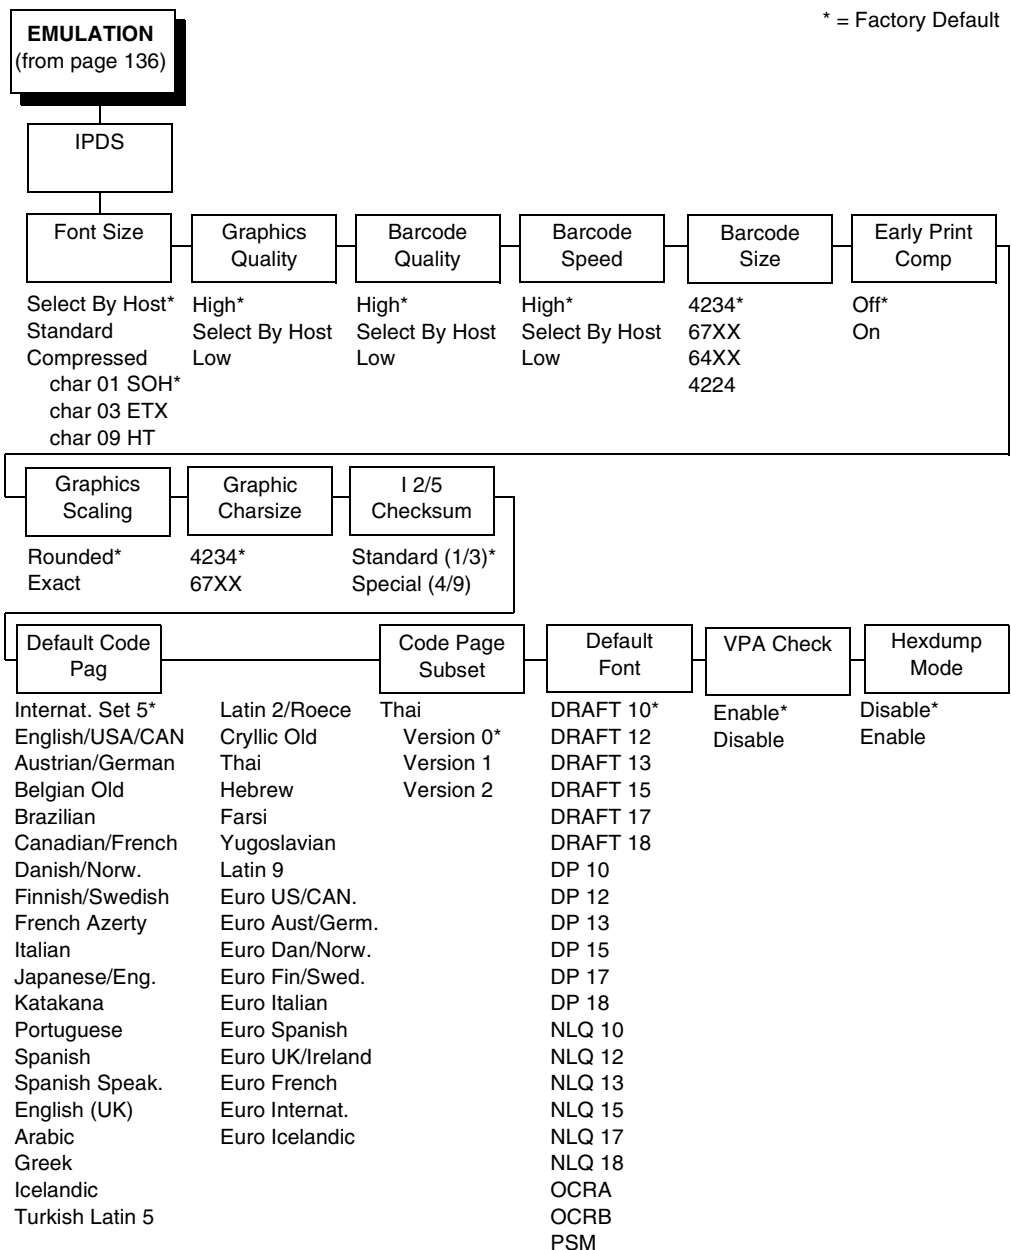 * = Factory Default
EMULATION
(from page 136)
IPDS
Font Size
Select By Host*
Standard
Compressed
char 01 SOH*
char 03 ETX
char 09 HT
Graphics
Quality
High*
Select By Host
Low
Barcode
Quality
High*
Select By Host
Low
Barcode
Speed
High*
Select By Host
Low
Barcode
Size
4234*
67XX
64XX
4224
Early Print
Comp
Off*
On
Graphics
Scaling
Rounded*
Exact
Graphic
Charsize
4234*
67XX
I 2/5
Checksum
Standard (1/3)*
Special (4/9)
Default Code
Pag
Internat. Set 5*
English/USA/CAN
Austrian/German
Belgian Old
Brazilian
Canadian/French
Danish/Norw.
Finnish/Swedish
French Azerty
Italian
Japanese/Eng.
Katakana
Portuguese
Spanish
Spanish Speak.
English (UK)
Arabic
Greek
Icelandic
Turkish Latin 5
Latin 2/Roece
Cryllic Old
Thai
Hebrew
Farsi
Yugoslavian
Latin 9
Euro US/CAN.
Euro Aust/Germ.
Euro Dan/Norw.
Euro Fin/Swed.
Euro Italian
Euro Spanish
Euro UK/Ireland
Euro French
Euro Internat.
Euro Icelandic
Code Page
Subset
Thai
Version 0*
Version 1
Version 2
Default
Font
DRAFT 10*
DRAFT 12
DRAFT 13
DRAFT 15
DRAFT 17
DRAFT 18
DP 10
DP 12
DP 13
DP 15
DP 17
DP 18
NLQ 10
NLQ 12
NLQ 13
NLQ 15
NLQ 17
NLQ 18
OCRA
OCRB
PSM
VPA Check
Enable*
Disable
Hexdump
Mode
Disable*
Enable